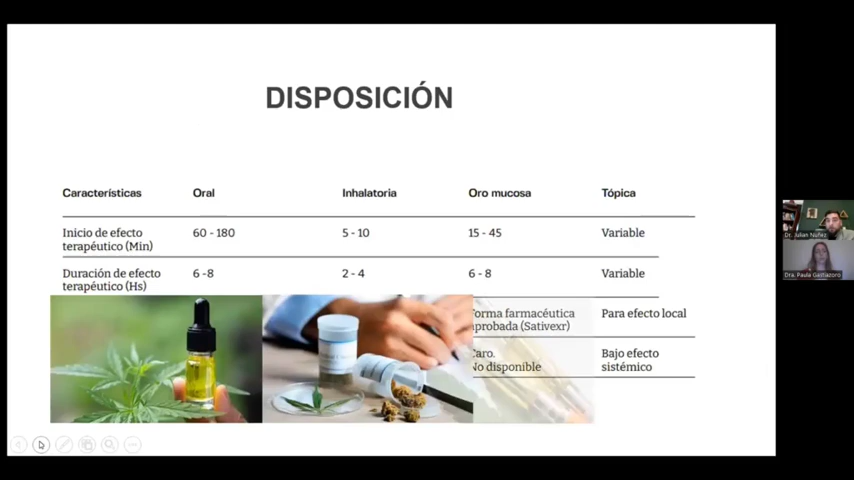 DISPOSICIÓN
Características Oral Inhalatoria Oro mucosa Tópica
Inicio de efecto
terapéutico (Min) 60 - 180 5 - 10 15 - 45 Variable
Duración de efecto
terapéutico (Hs) 6 -8 2 - 4 6 - 8 Variable
orma farmacéutica
probada (Sativexr) Para efecto local
Caro.
No disponible
Bajo efecto
sistémico
Dr. Julian Nuñez
Dra. Paula Gastiazoro